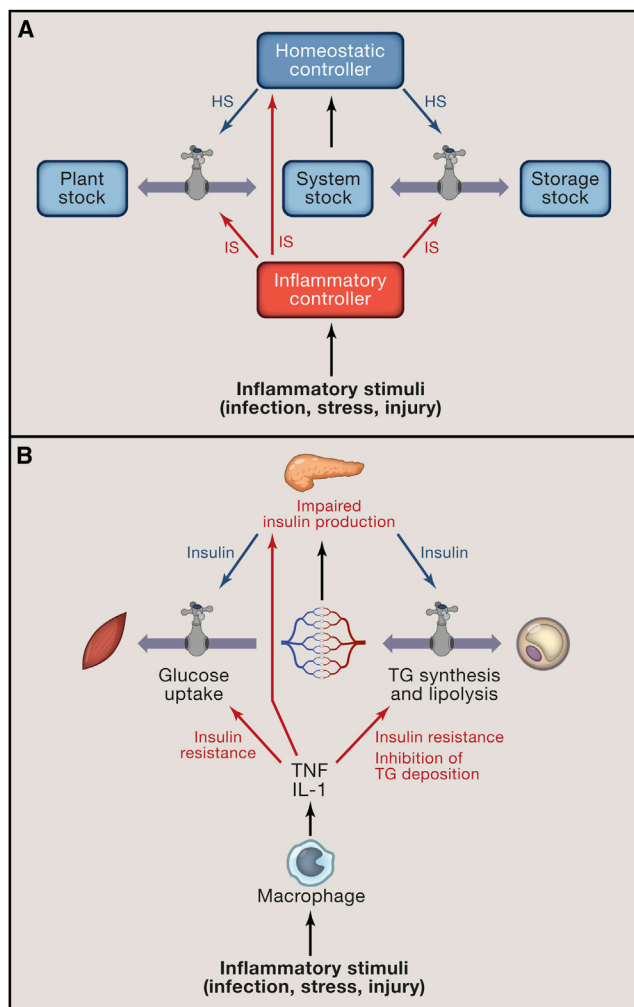 A
Homeostatic
controller
HS
HS
Plant
stock
System
stock
Storage
stock
IS
IS
IS
Inflammatory
controller
Inflammatory stimuli
(infection, stress, injury)
B
Impaired
insulin production
Insulin
Insulin
Glucose
uptake
TG synthesis
and lipolysis
Insulin
resistance
Insulin resistance
Inhibition of
TG deposition
TNF
IL-1
Macrophage
Inflammatory stimuli
(infection, stress, injury)